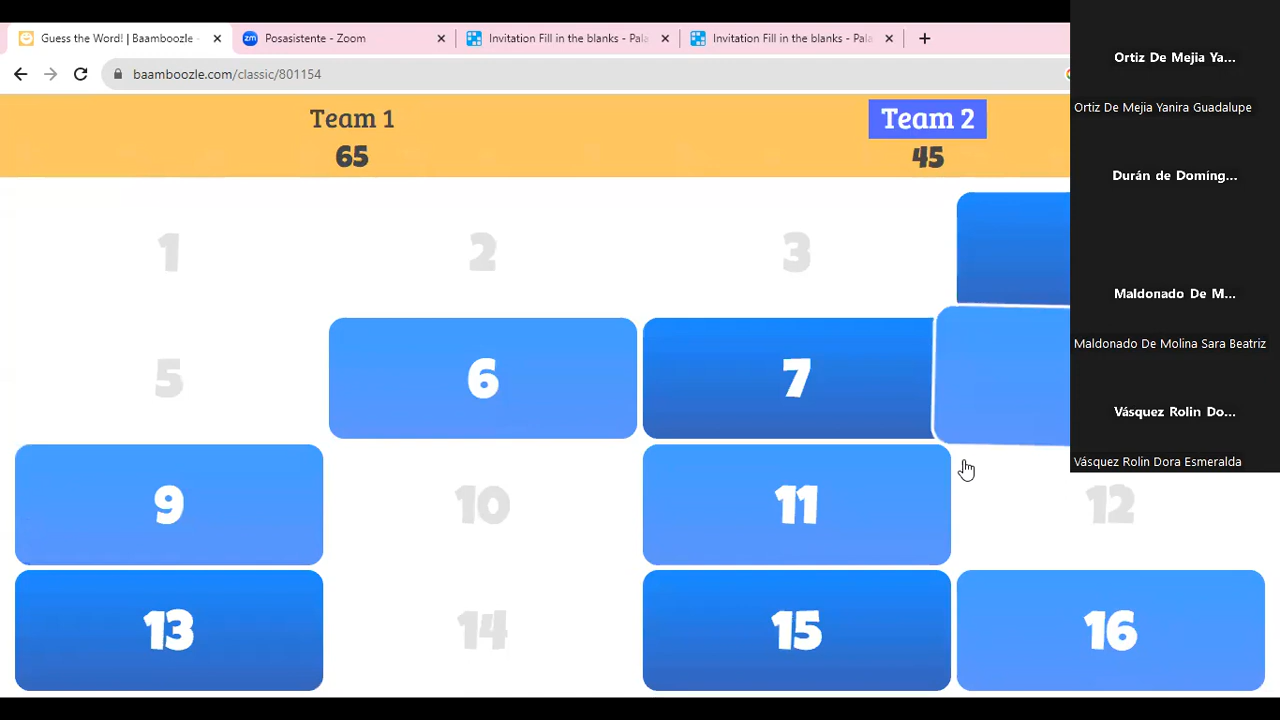 Guess the Word! | Baamboozle -
Posasistente - Zoom
Invitation Fill in the blanks - Pala
Invitation Fill in the blanks - Pala
baamboozle.com/classic/801154
Team 1
65
Team 2
45
1
2
3
5
6
7
9
10
11
12
13
14
15
16
Ortiz De Mejia Ya...
Ortiz De Mejia Yanira Guadalupe
Durán de Domíng...
Maldonado De M...
Maldonado De Molina Sara Beatriz
Vásquez Rolin Do...
Vásquez Rolin Dora Esmeralda